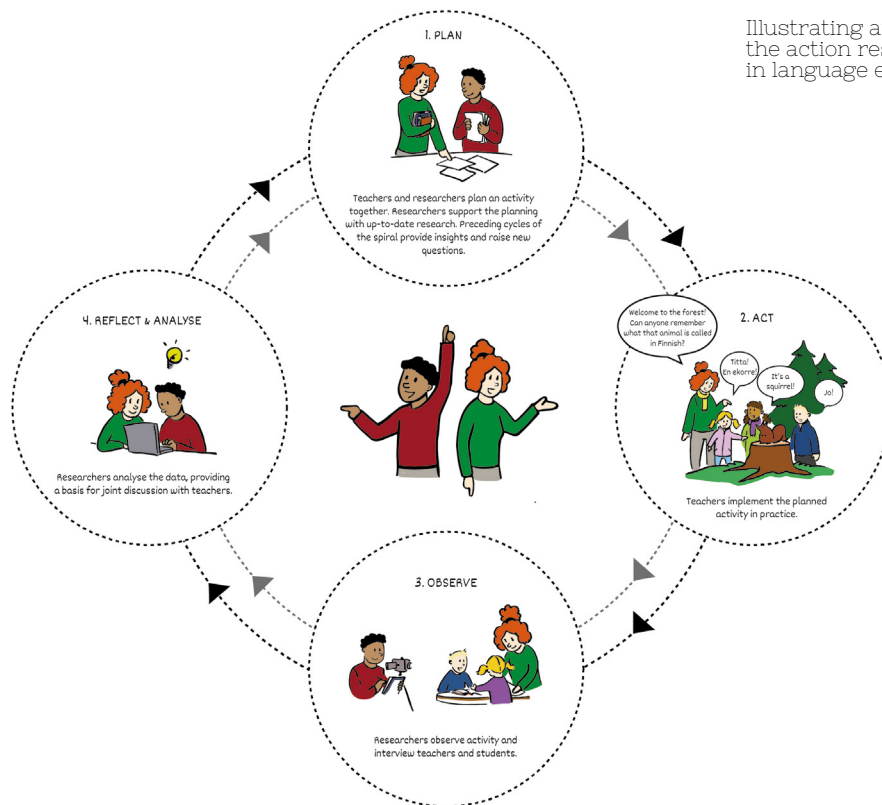 Illustrating a
the action res
in language e
1. PLAN
Teachers and researchers plan an activity
together. Researchers support the planning
with up-to-date research. Preceding cycles of
the spiral provide insights and raise new
questions.
2. ACT
Welcome to the forest!
Can anyone remember
what that animal is called
in Finnish?
Titta!
En ekorre!
It's a
squirrel!
Jo!
Teachers implement the planned
activity in practice.
3. OBSERVE
Researchers observe activity and
interview teachers and students.
4. REFLECT & ANALYSE
Researchers analyse the data, providing
a basis for joint discussion with teachers.